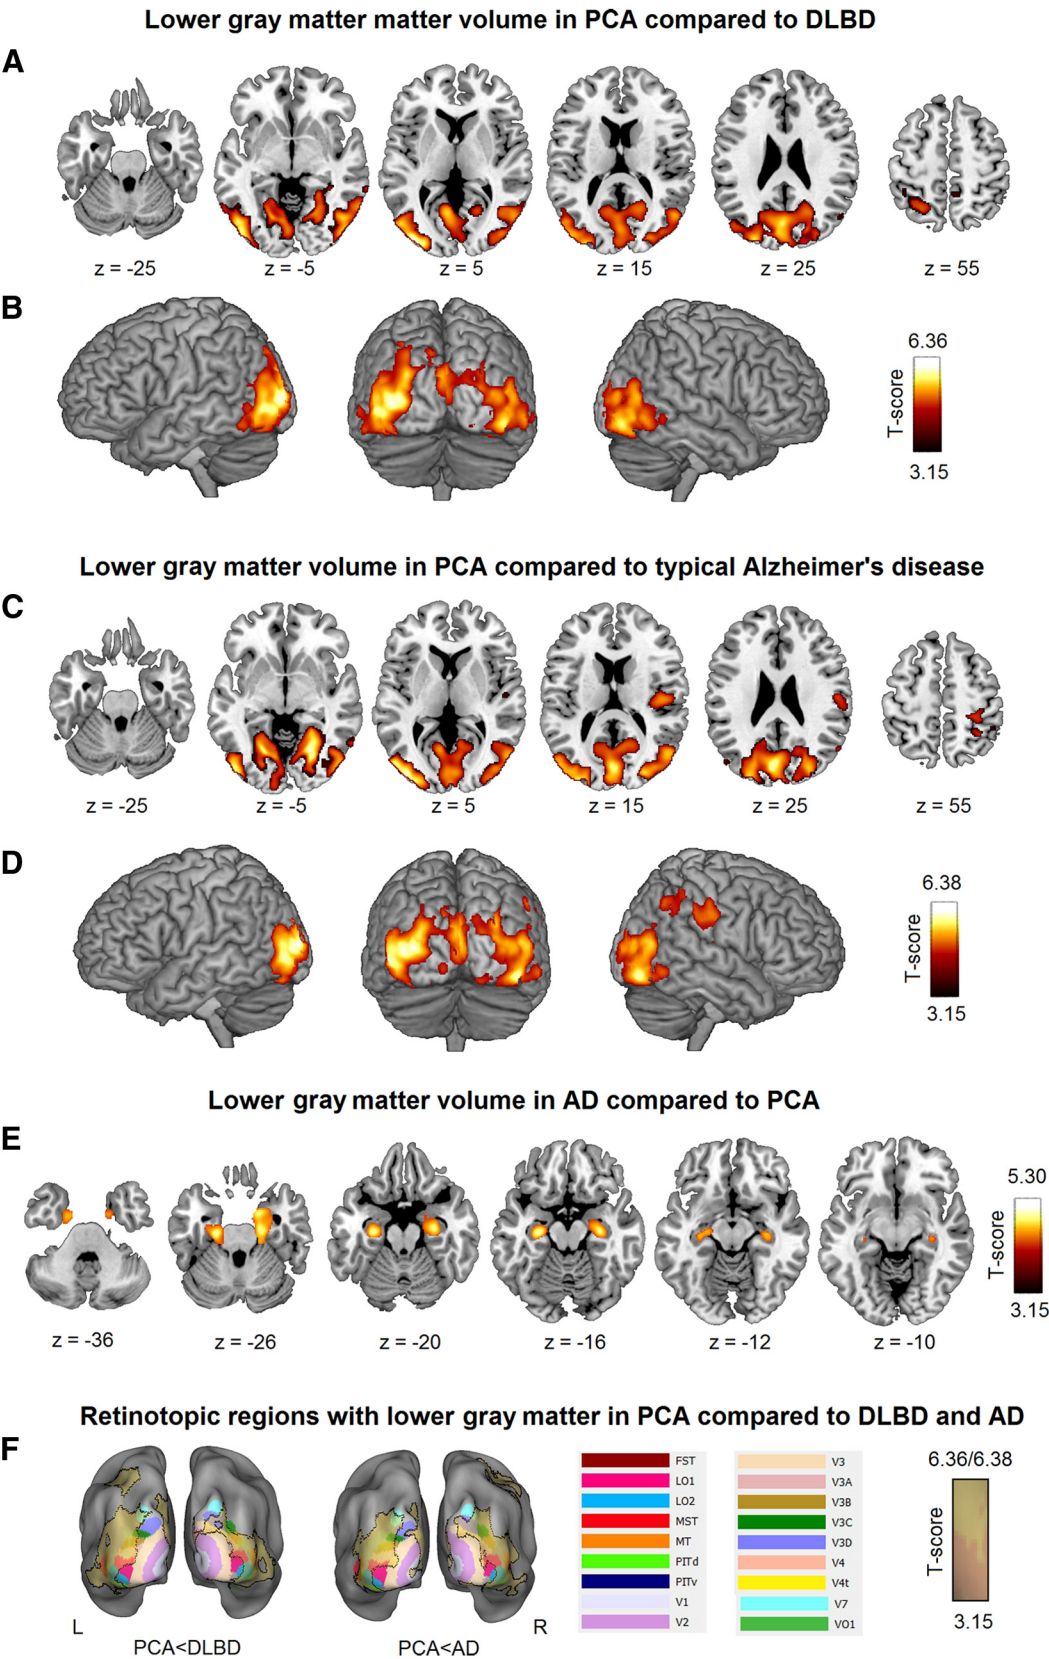 Lower gray matter matter volume in PCA compared to DLBD
A
z = -25 z = -5 z = 5 z = 15 z = 25 z = 55
B
6.36
T-score
3.15
Lower gray matter volume in PCA compared to typical Alzheimer's disease
C
z = -25 z = -5 z = 5 z = 15 z = 25 z = 55
D
6.38
T-score
3.15
Lower gray matter volume in AD compared to PCA
E
5.30
T-score
3.15
z = -36 z = -26 z = -20 z = -16 z = -12 z = -10
Retinotopic regions with lower gray matter in PCA compared to DLBD and AD
F
L
R
PCA<DLBD
PCA<AD
FST
LO1
LO2
MST
MT
PITd
PITv
V1
V2
V3
V3A
V3B
V3C
V3D
V4
V4t
V7
VO1
6.36/6.38
T-score
3.15